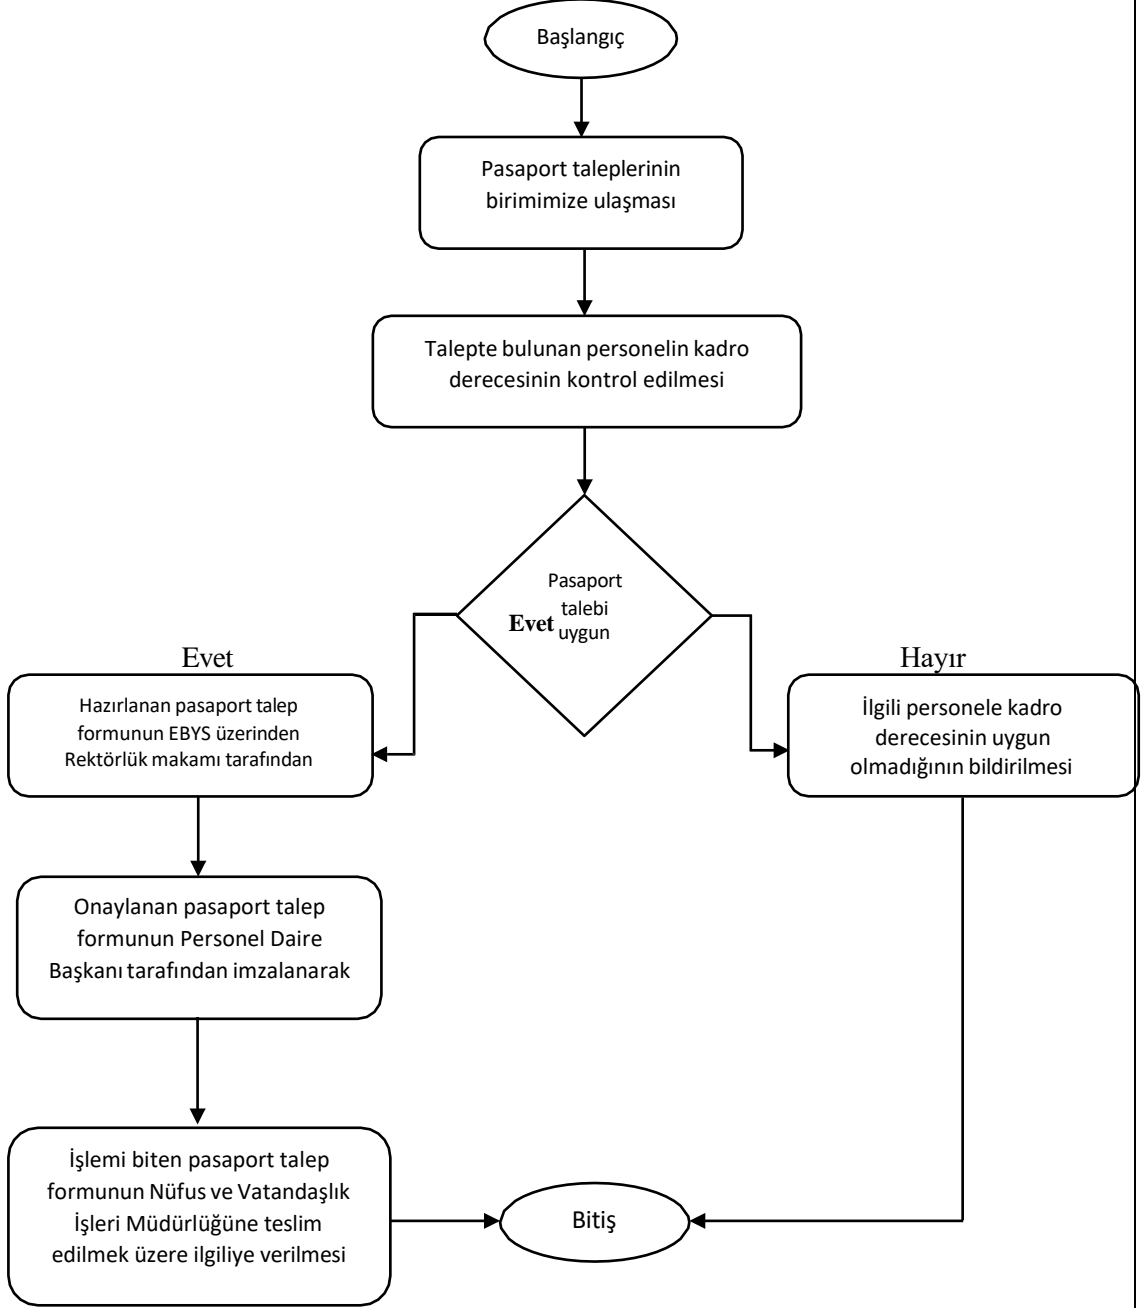 Başlangıç
Pasaport taleplerinin
birimimize ulaşması
Talepte bulunan personelin kadro
derecesinin kontrol edilmesi
Pasaport
talebi
Evet uygun
Evet
Hazırlanan pasaport talep
formunun EBYS üzerinden
Rektörlük makamı tarafından
Hayır
İlgili personele kadro
derecesinin uygun
olmadığının bildirilmesi
Onaylanan pasaport talep
formunun Personel Daire
Başkanı tarafından imzalanarak
İşlemi biten pasaport talep
formunun Nüfus ve Vatandaşlık
İşleri Müdürlüğüne teslim
edilmek üzere ilgiliye verilmesi
Bitiş